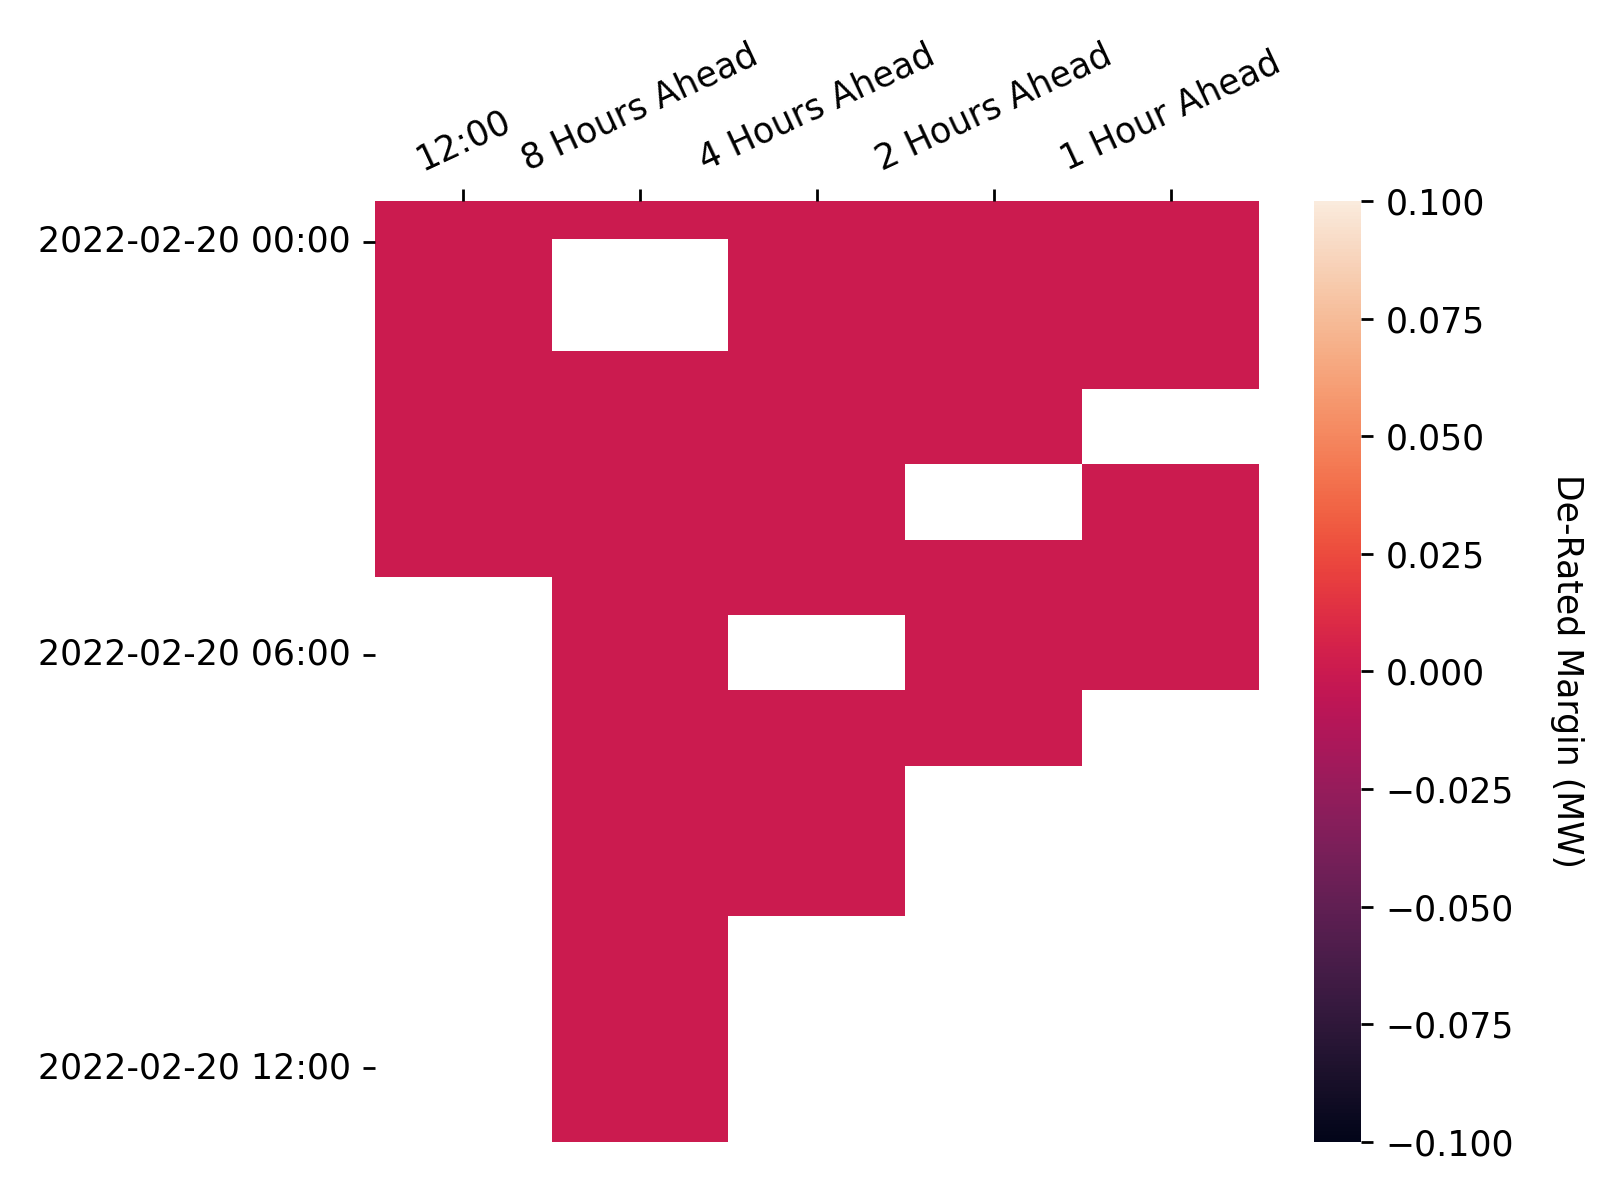 12:00
8 Hours Ahead
4 Hours Ahead
2 Hours Ahead
1 Hour Ahead
2022-02-20 00:00
2022-02-20 06:00
2022-02-20 12:00
0.100
0.075
0.050
0.025
0.000
−0.025
−0.050
−0.075
−0.100
De-Rated Margin (MW)